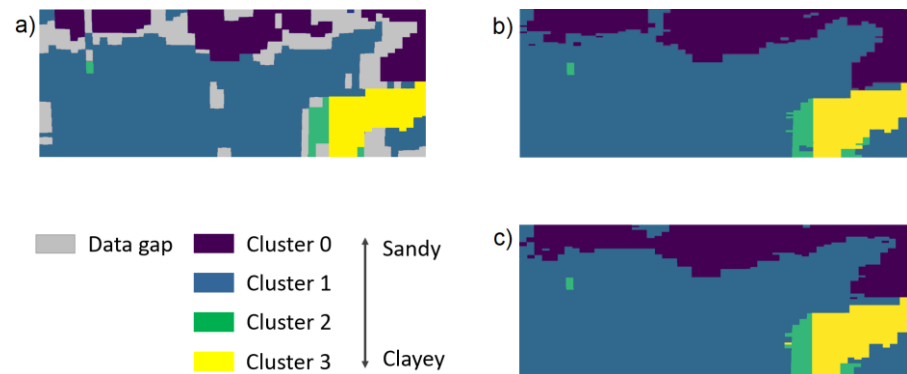 a)
b)
Data gap
Cluster 0
Cluster 1
Cluster 2
Cluster 3
Sandy
Clayey
c)